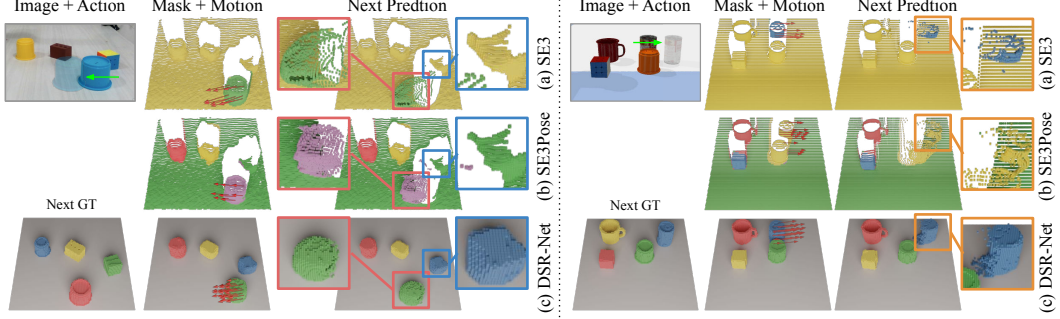 Image + Action
Mask + Motion
Next Predtion
(a) SE3
(b) SE3Pose
Next GT
(c) DSR-Net
Image + Action
Mask + Motion
Next Predtion
(a) SE3
(b) SE3Pose
Next GT
(c) DSR-Net